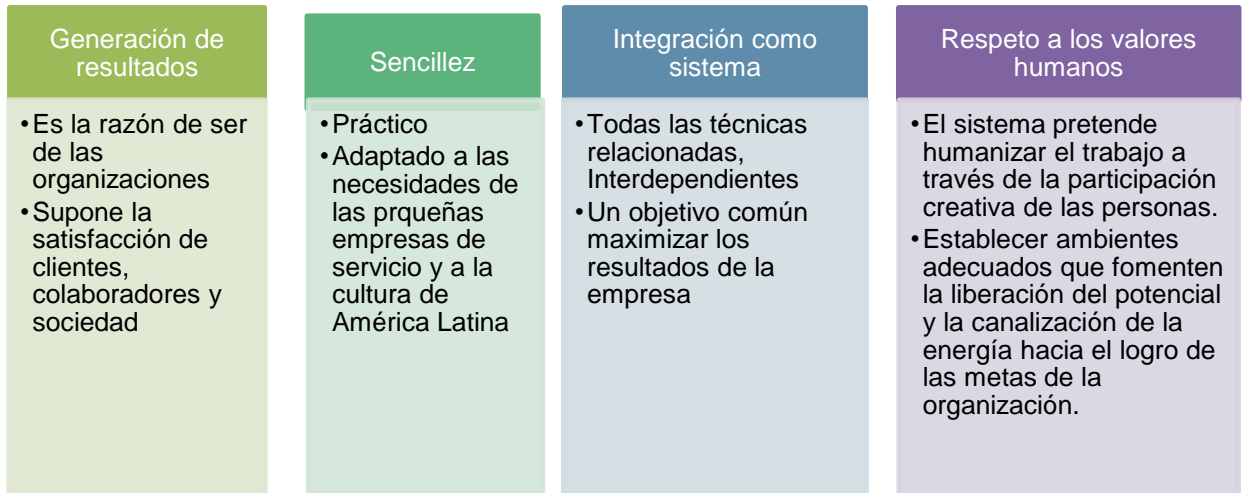 Generación de
resultados
•Es la razón de ser
de las
organizaciones
•Supone la
satisfacción de
clientes,
colaboradores y
sociedad
Sencillez
•Práctico
•Adaptado a las
necesidades de
las prqueñas
empresas de
servicio y a la
cultura de
América Latina
Integración como
sistema
•Todas las técnicas
relacionadas,
Interdependientes
•Un objetivo común
maximizar los
resultados de la
empresa
Respeto a los valores
humanos
•El sistema pretende
humanizar el trabajo a
través de la participación
creativa de las personas.
•Establecer ambientes
adecuados que fomenten
la liberación del potencial
y la canalización de la
energía hacia el logro de
las metas de la
organización.